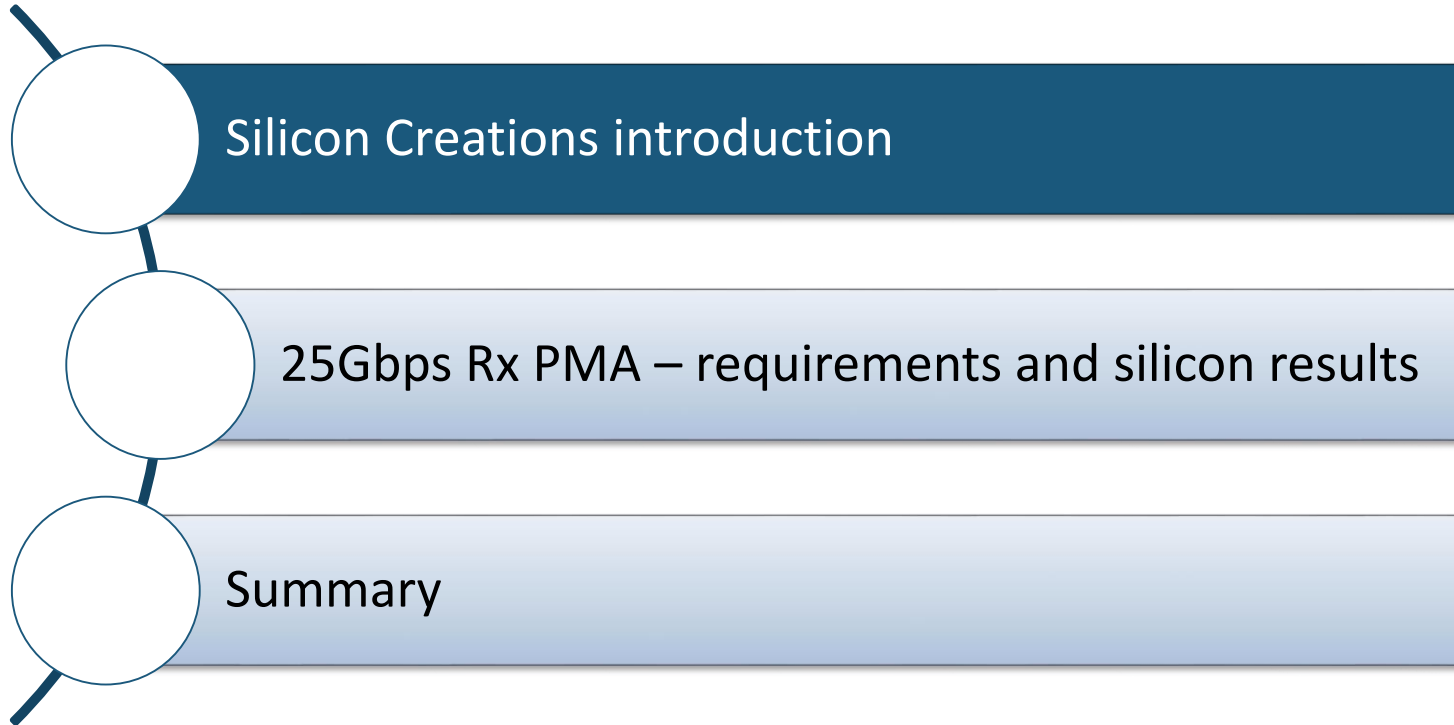 Silicon Creations introduction
25Gbps Rx PMA – requirements and silicon results
Summary